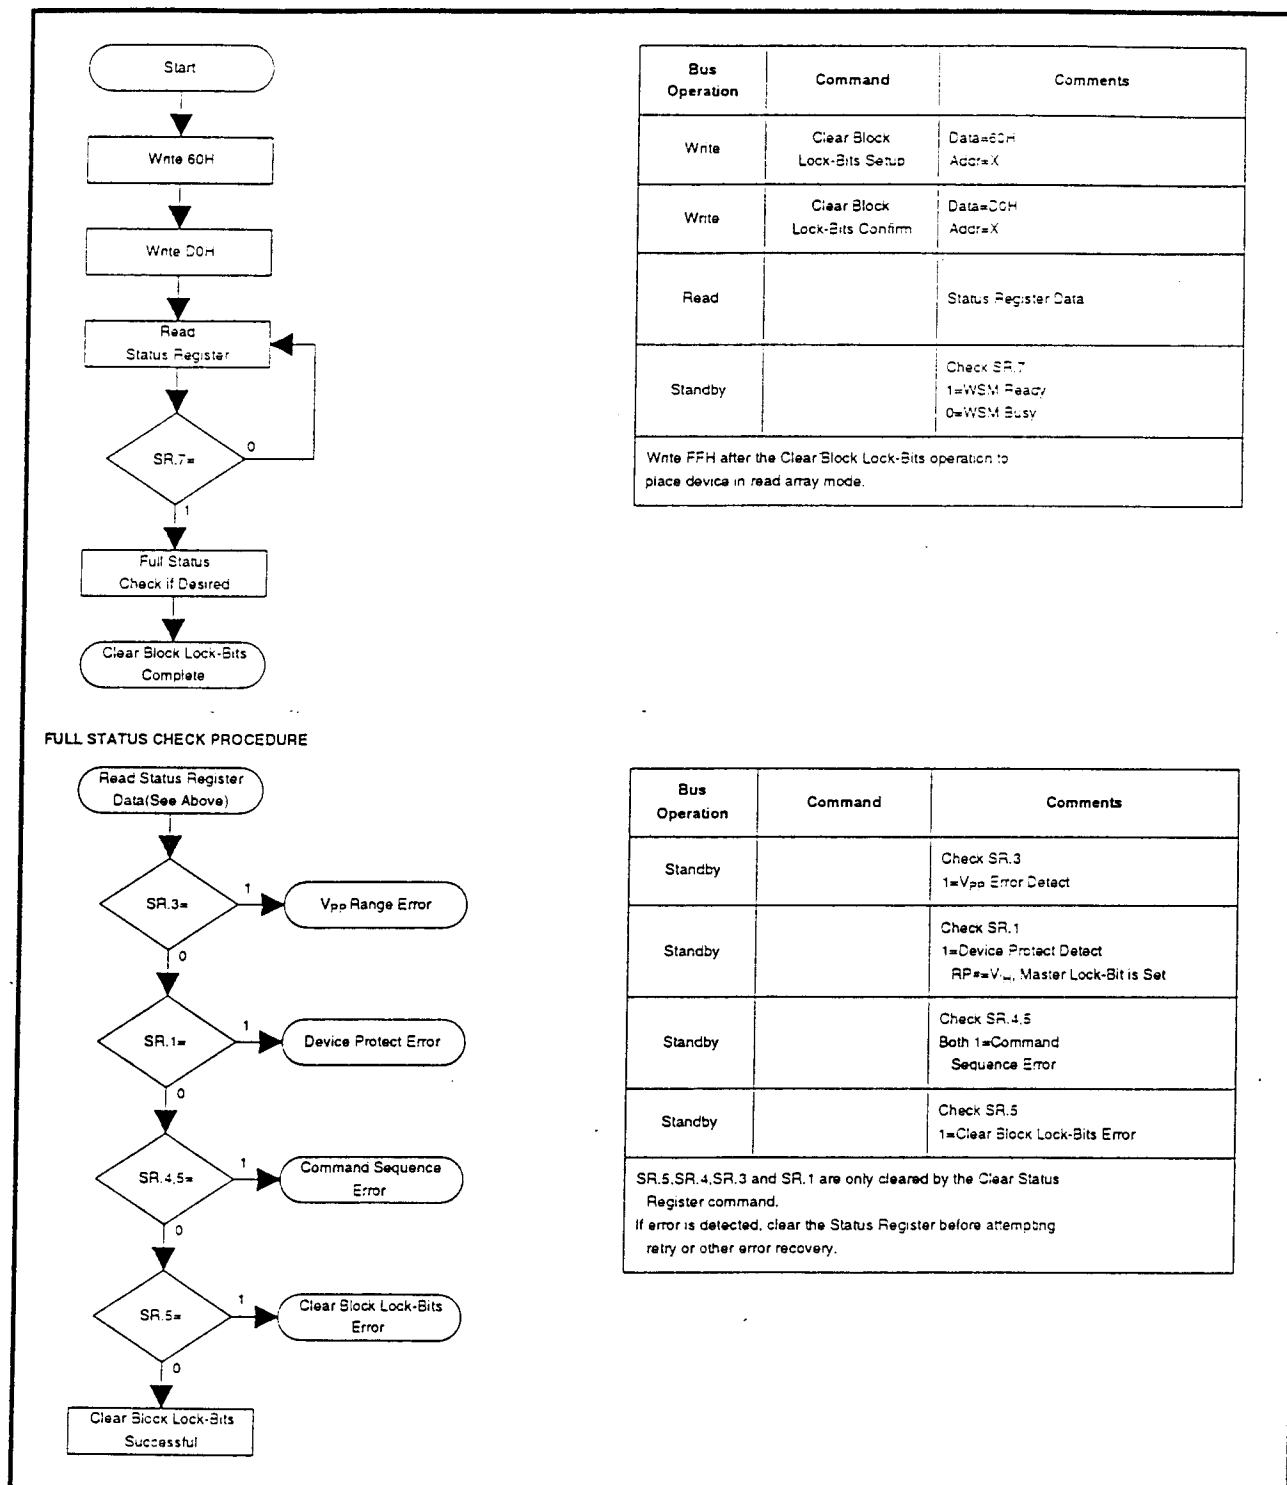 Start
Write 60H
Write D0H
Read
Status Register
SR.7=
0
1
Full Status
Check if Desired
Clear Block Lock-Bits
Complete
Bus
Operation
Command
Comments
Write
Clear Block
Lock-Bits Setup
Data=60H
Addr=X
Write
Clear Block
Lock-Bits Confirm
Data=D0H
Addr=X
Read
Status Register Data
Standby
Check SR.7
1=WSM Ready
0=WSM Busy
Write FFH after the Clear Block Lock-Bits operation to
place device in read array mode.
FULL STATUS CHECK PROCEDURE
Read Status Register
Data(See Above)
SR.3=
1
VPP Range Error
0
SR.1=
1
Device Protect Error
0
SR.4,5=
1
Command Sequence
Error
0
SR.5=
1
Clear Block Lock-Bits
Error
0
Clear Block Lock-Bits
Successful
Bus
Operation
Command
Comments
Standby
Check SR.3
1=VPP Error Detect
Standby
Check SR.1
1=Device Protect Detect
RP#=VIH, Master Lock-Bit is Set
Standby
Check SR.4,5
Both 1=Command
Sequence Error
Standby
Check SR.5
1=Clear Block Lock-Bits Error
SR.5,SR.4,SR.3 and SR.1 are only cleared by the Clear Status
Register command.
If error is detected, clear the Status Register before attempting
retry or other error recovery.